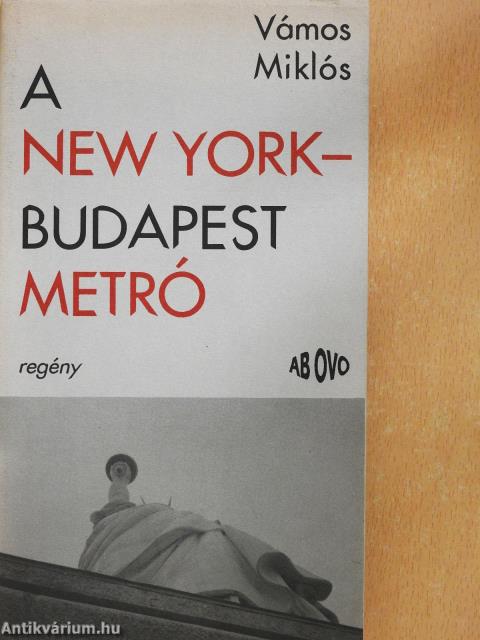 Vámos
Miklós
A
NEW YORK–
BUDAPEST
METRÓ
regény
AB OVO
Antikvárium.hu